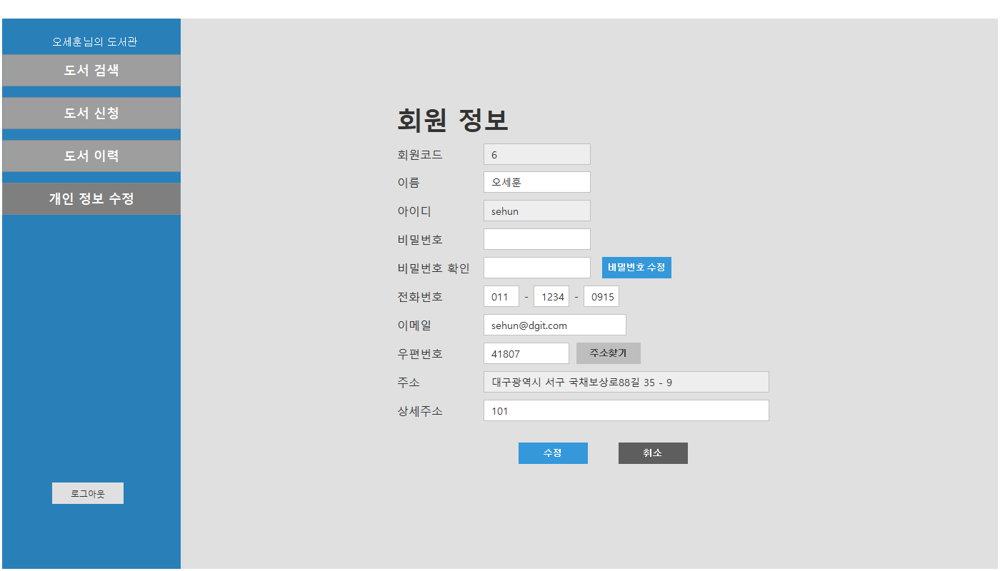 오세훈님의 도서관
도서 검색
도서 신청
도서 이력
개인 정보 수정
로그아웃
회원 정보
회원코드 6
이름 오세훈
아이디 sehun
비밀번호
비밀번호 확인 비밀번호 수정
전화번호 011 - 1234 - 0915
이메일 sehun@dgit.com
우편번호 41807 주소찾기
주소 대구광역시 서구 국채보상로88길 35 - 9
상세주소 101
수정 취소